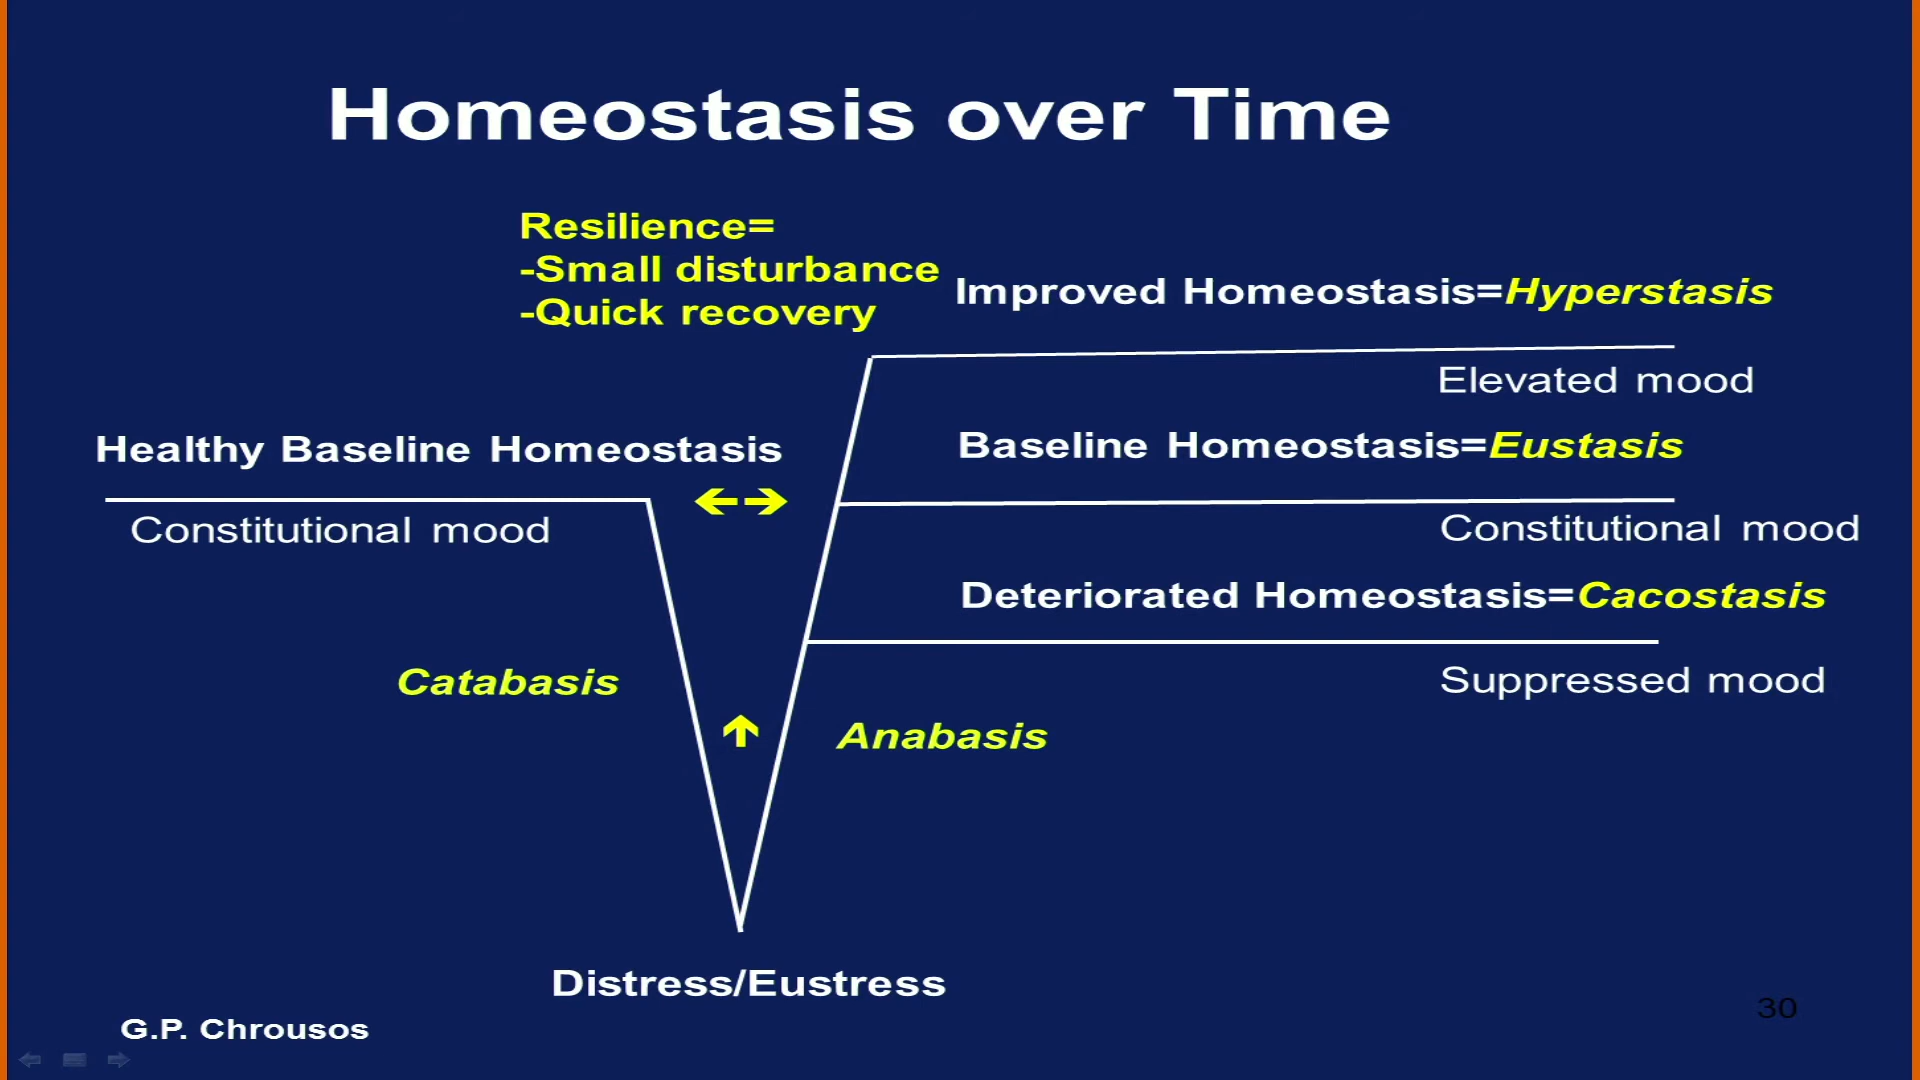 Homeostasis over Time
Resilience=
-Small disturbance
-Quick recovery
Improved Homeostasis=Hyperstasis
Elevated mood
Healthy Baseline Homeostasis
Baseline Homeostasis=Eustasis
Constitutional mood
Constitutional mood
Deteriorated Homeostasis=Cacostasis
Suppressed mood
Catabasis
Anabasis
Distress/Eustress
G.P. Chrousos
30